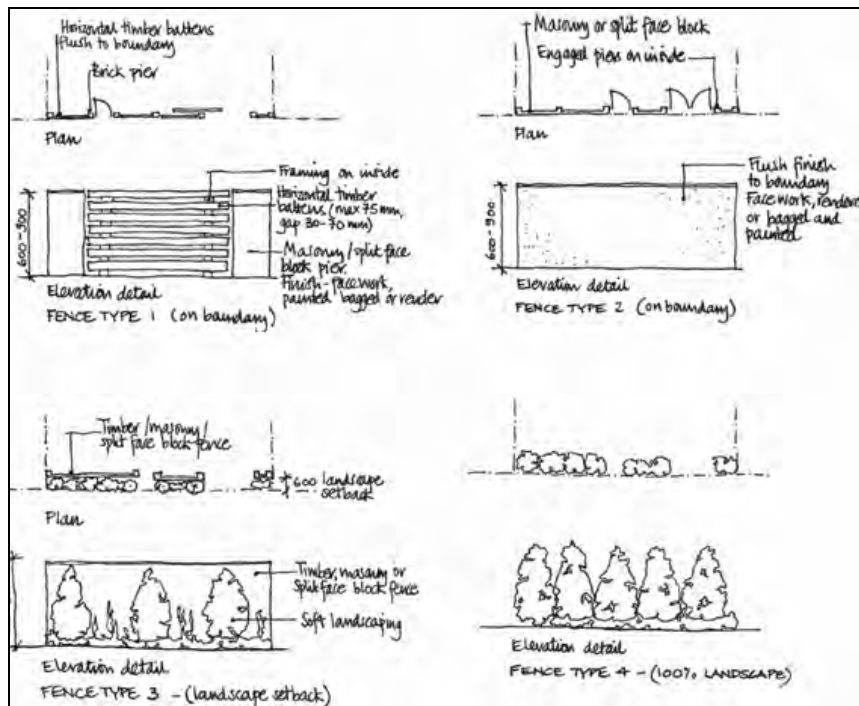 Horizontal timber battens
flush to boundary
Brick pier
Plan
Framing on inside
Horizontal timber
battens (max 75 mm,
gap 30-70 mm)
600-900
Masonry/split face
block pier.
Finish-facework,
painted bagged or render
Elevation detail
FENCE TYPE 1 (on boundary)
Masonry or split face block
Engaged piers on inside
Plan
Flush finish
to boundary
Facework, rendere
or bagged and
painted
600-900
Elevation detail
FENCE TYPE 2 (on boundary)
Timber/masonry/
split face block fence
600 landscape
setback
Plan
Timber, masonry or
split face block fence
Soft landscaping
Elevation detail
FENCE TYPE 3 - (landscape setback)
Elevation detail
FENCE TYPE 4 - (100% LANDSCAPE)